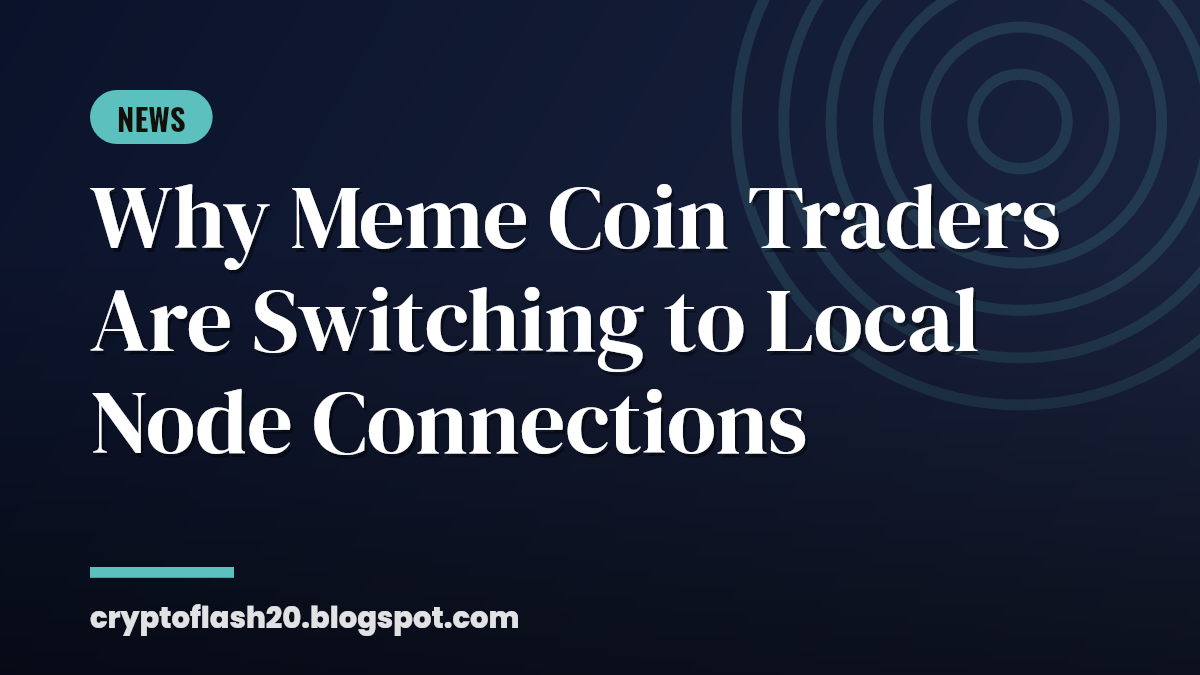 NEWS
Why Meme Coin Traders
Are Switching to Local
Node Connections
cryptoflash20.blogspot.com